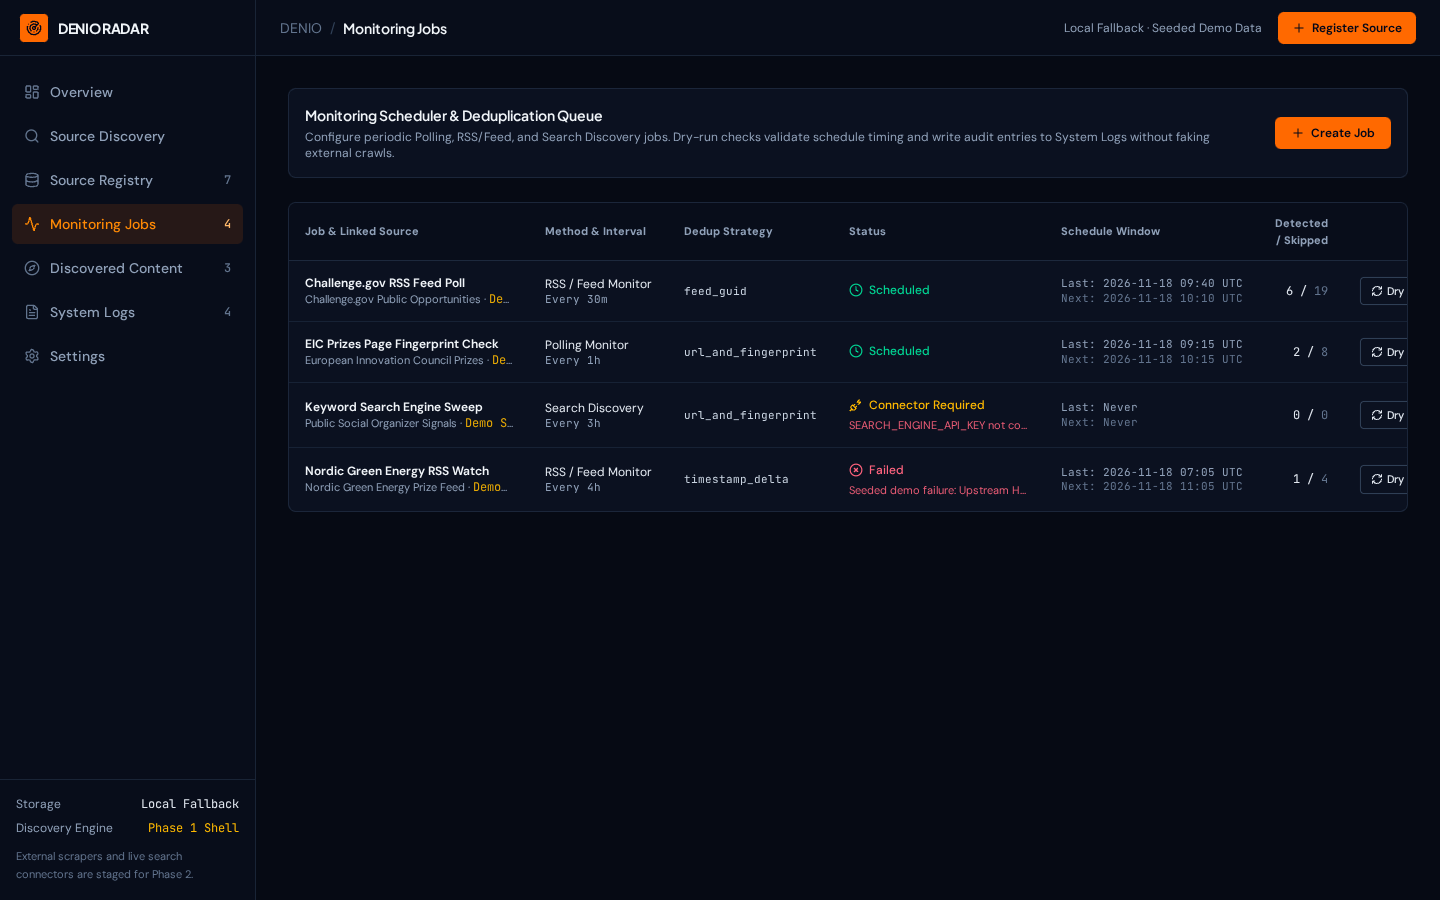 DENIORADAR
DENIO / Monitoring Jobs
Local Fallback · Seeded Demo Data
Register Source
Overview
Source Discovery
Source Registry 7
Monitoring Jobs 4
Discovered Content 3
System Logs 4
Settings
Monitoring Scheduler & Deduplication Queue
Configure periodic Polling, RSS/Feed, and Search Discovery jobs. Dry-run checks validate schedule timing and write audit entries to System Logs without faking
external crawls.
Create Job
Job & Linked Source
Method & Interval
Dedup Strategy
Status
Schedule Window
Detected
/ Skipped
Challenge.gov RSS Feed Poll
Challenge.gov Public Opportunities · De…
RSS / Feed Monitor
Every 30m
feed_guid
Scheduled
Last: 2026-11-18 09:40 UTC
Next: 2026-11-18 10:10 UTC
6 / 19
Dry
EIC Prizes Page Fingerprint Check
European Innovation Council Prizes · De…
Polling Monitor
Every 1h
url_and_fingerprint
Scheduled
Last: 2026-11-18 09:15 UTC
Next: 2026-11-18 10:15 UTC
2 / 8
Dry
Keyword Search Engine Sweep
Public Social Organizer Signals · Demo S…
Search Discovery
Every 3h
url_and_fingerprint
Connector Required
SEARCH_ENGINE_API_KEY not co…
Last: Never
Next: Never
0 / 0
Dry
Nordic Green Energy RSS Watch
Nordic Green Energy Prize Feed · Demo…
RSS / Feed Monitor
Every 4h
timestamp_delta
Failed
Seeded demo failure: Upstream H…
Last: 2026-11-18 07:05 UTC
Next: 2026-11-18 11:05 UTC
1 / 4
Dry
Storage Local Fallback
Discovery Engine Phase 1 Shell
External scrapers and live search
connectors are staged for Phase 2.